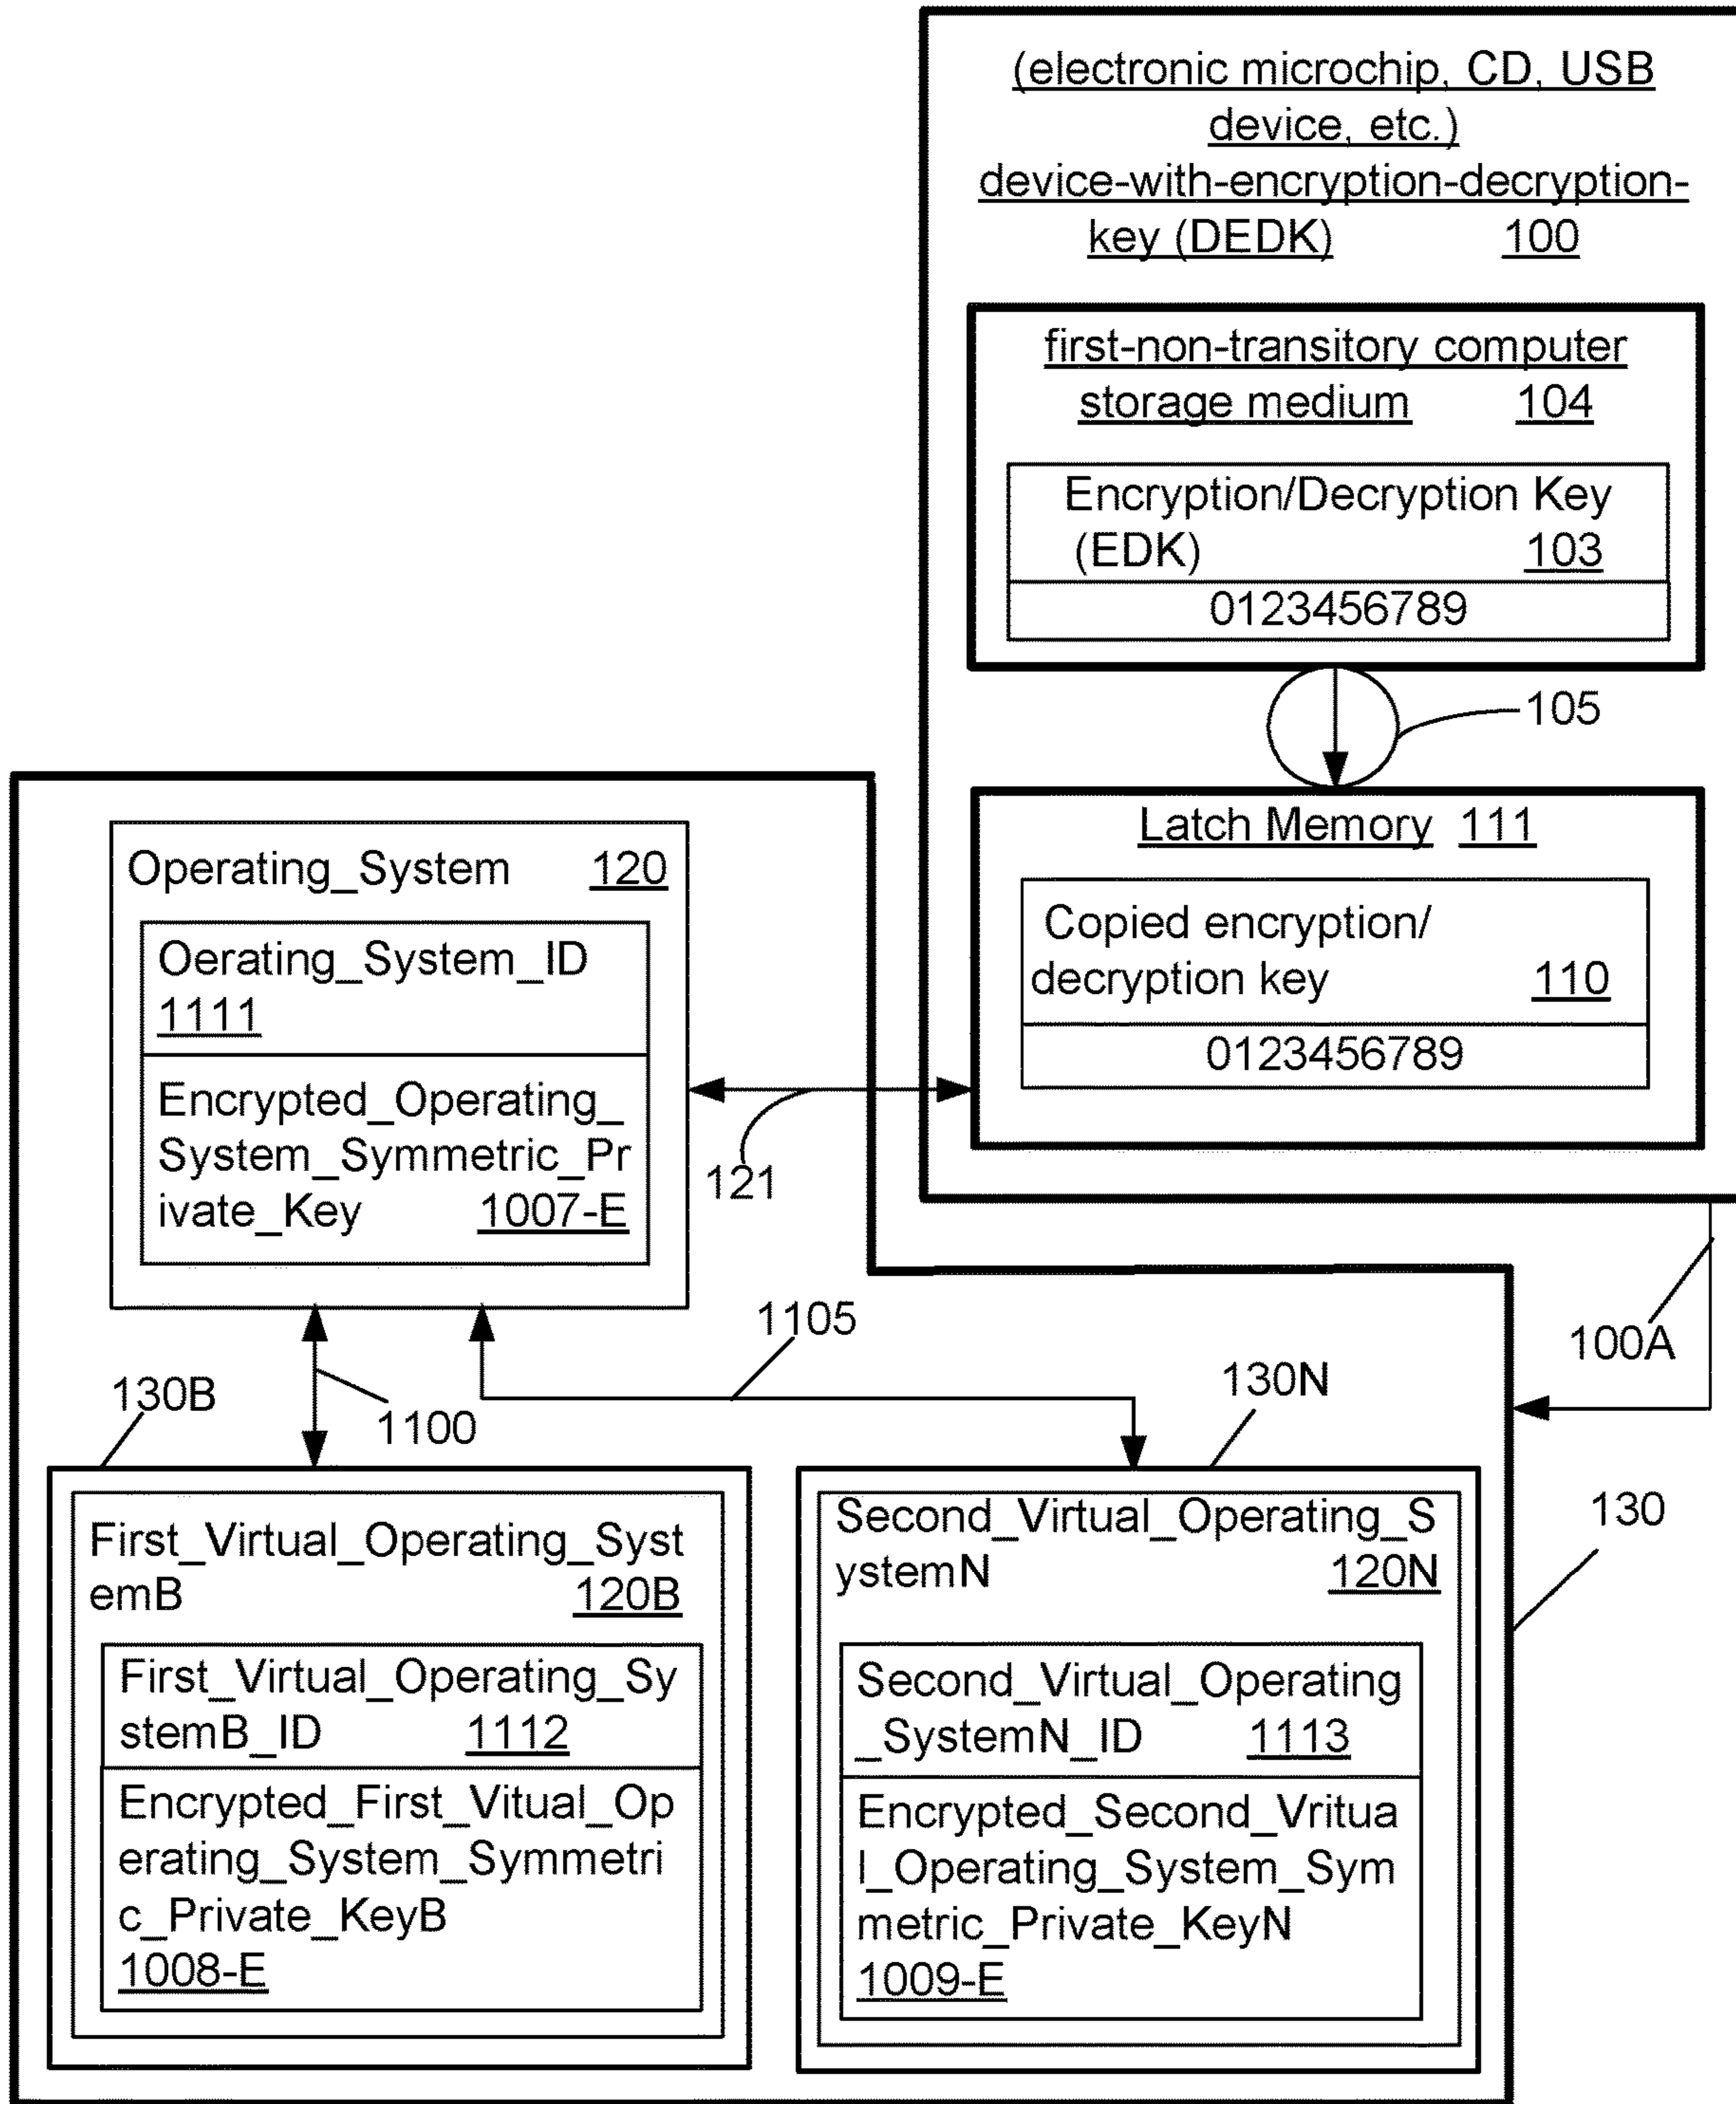 (electronic microchip, CD, USB
device, etc.)
device-with-encryption-decryption-
key (DEDK) 100
first-non-transitory computer
storage medium 104
Encryption/Decryption Key
(EDK) 103
0123456789
105
Latch Memory 111
Copied encryption/
decryption key 110
0123456789
Operating_System 120
Oerating_System_ID
1111
Encrypted_Operating_
System_Symmetric_Pr
ivate_Key 1007-E
121
100A
1105
1100
130B
130N
130
First_Virtual_Operating_Syst
emB 120B
First_Virtual_Operating_Sy
stemB_ID 1112
Encrypted_First_Vitual_Op
erating_System_Symmetri
c_Private_KeyB
1008-E
Second_Virtual_Operating_S
ystemN 120N
Second_Virtual_Operating
_SystemN_ID 1113
Encrypted_Second_Vritua
l_Operating_System_Sym
metric_Private_KeyN
1009-E